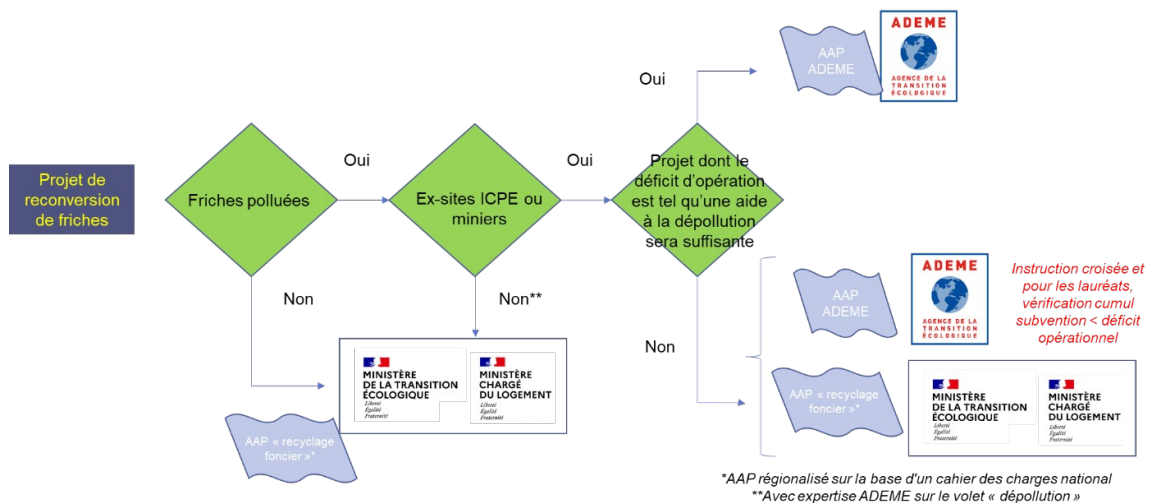 Projet de
reconversion
de friches
Friches polluées
Oui
Non
Ex-sites ICPE ou
miniers
Oui
Non**
Projet dont le
déficit d'opération
est tel qu'une aide
à la dépollution
sera suffisante
Oui
AAP
ADEME
ADEME
AGENCE DE LA
TRANSITION
ÉCOLOGIQUE
Non
AAP
ADEME
ADEME
AGENCE DE LA
TRANSITION
ÉCOLOGIQUE
Instruction croisée et
pour les lauréats,
vérification cumul
subvention < déficit
opérationnel
AAP « recyclage
foncier »*
MINISTÈRE
DE LA TRANSITION
ÉCOLOGIQUE
Liberté
Égalité
Fraternité
MINISTÈRE
CHARGÉ
DU LOGEMENT
Liberté
Égalité
Fraternité
MINISTÈRE
DE LA TRANSITION
ÉCOLOGIQUE
Liberté
Égalité
Fraternité
MINISTÈRE
CHARGÉ
DU LOGEMENT
Liberté
Égalité
Fraternité
AAP « recyclage
foncier »*
*AAP régionalisé sur la base d'un cahier des charges national
**Avec expertise ADEME sur le volet « dépollution »